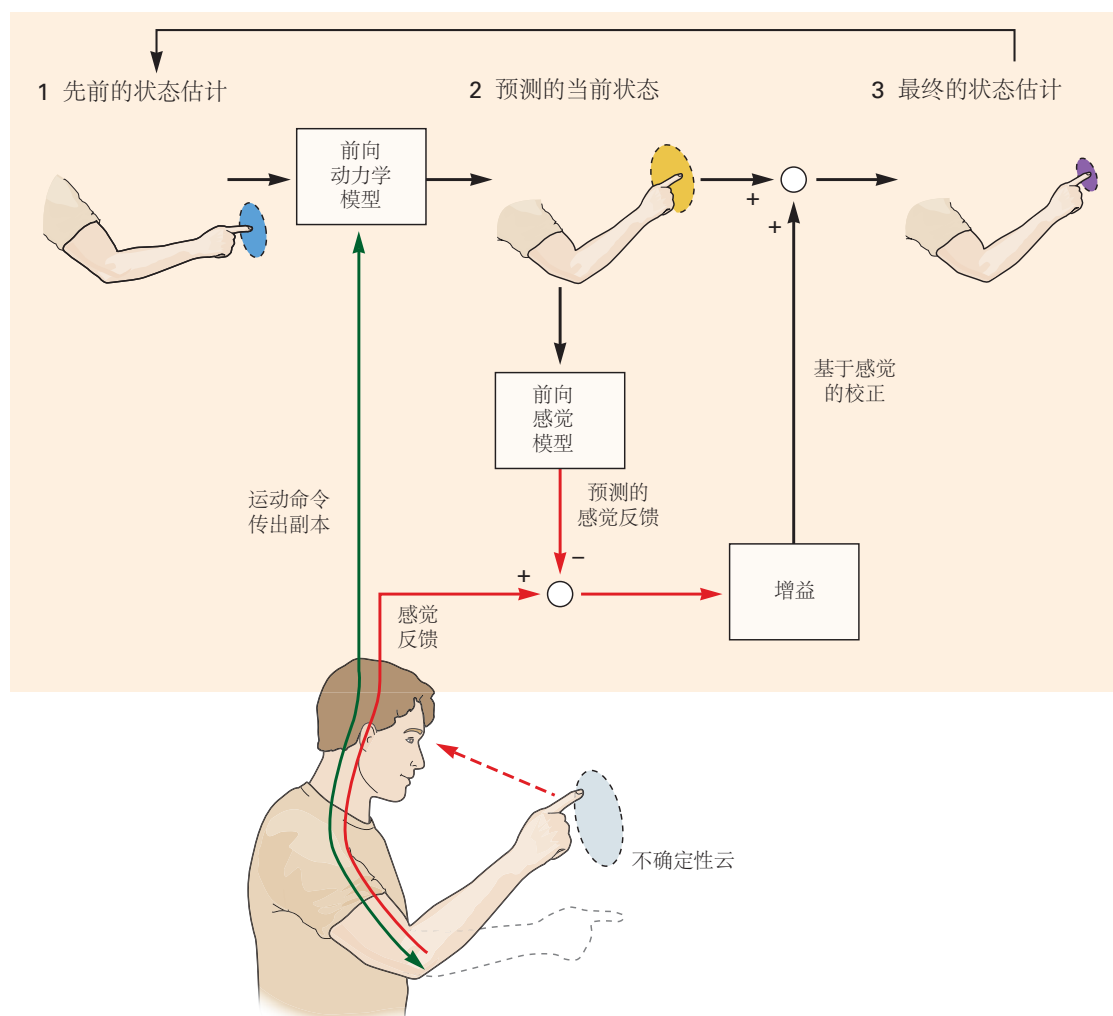 1 先前的状态估计
2 预测的当前状态
3 最终的状态估计
前向
动力学
模型
+
+
基于感觉
的校正
前向
感觉
模型
运动命令
传出副本
预测的
感觉反馈
−
+
增益
感觉
反馈
不确定性云